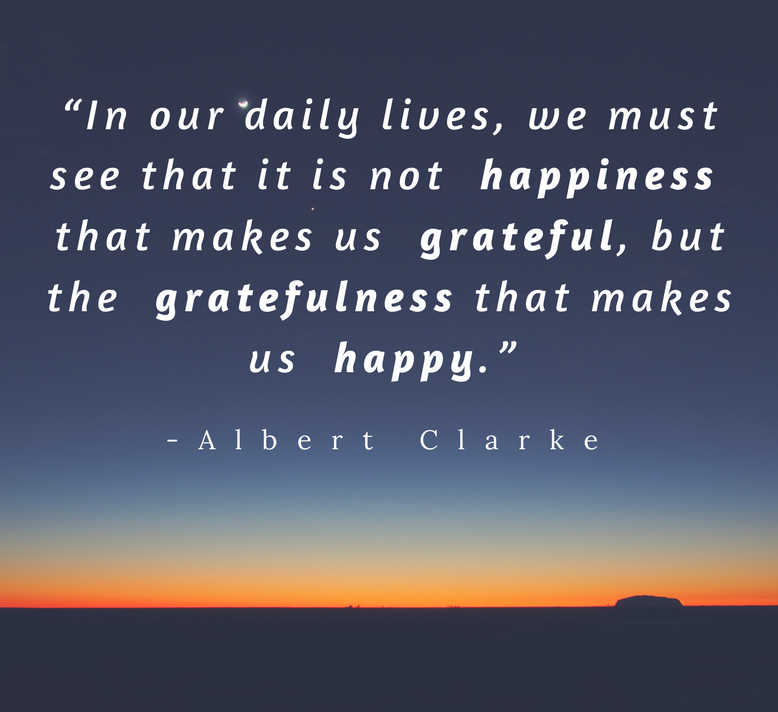 “In our daily lives, we must
see that it is not happiness
that makes us grateful, but
the gratefulness that makes
us happy.”
- Albert Clarke